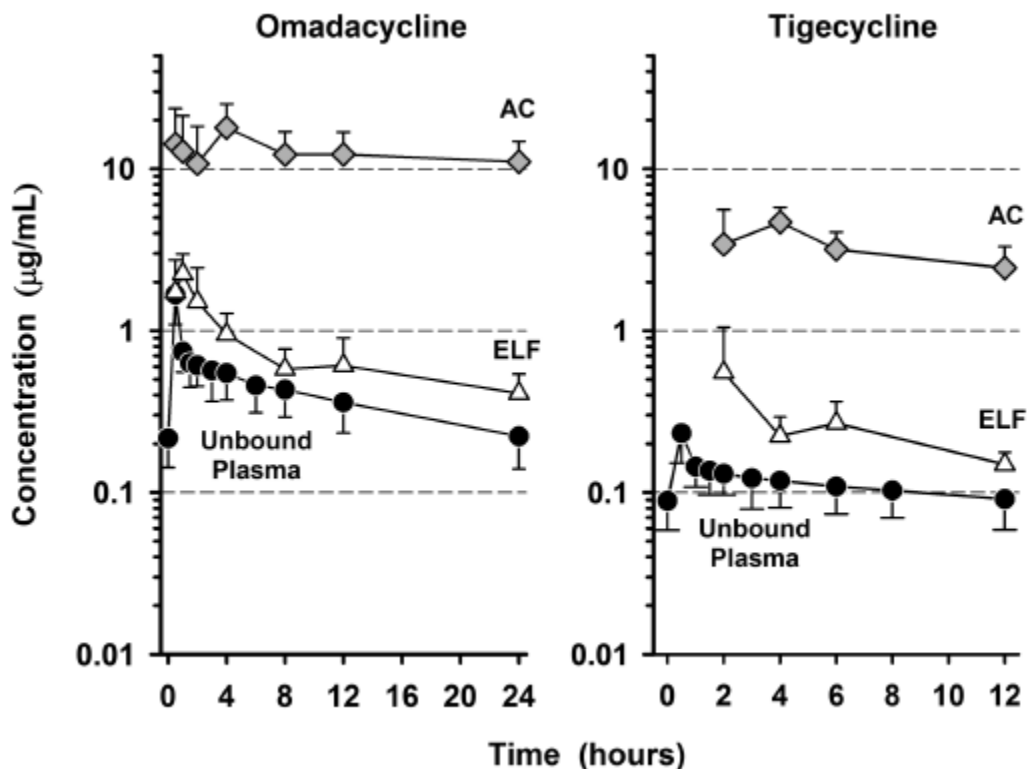 Omadacycline
Tigecycline
Concentration (μg/mL)
10
1
0.1
0.01
AC
ELF
Unbound
Plasma
0 4 8 12 16 20 24
10
1
0.1
0.01
AC
ELF
Unbound
Plasma
0 2 4 6 8 10 12
Time (hours)